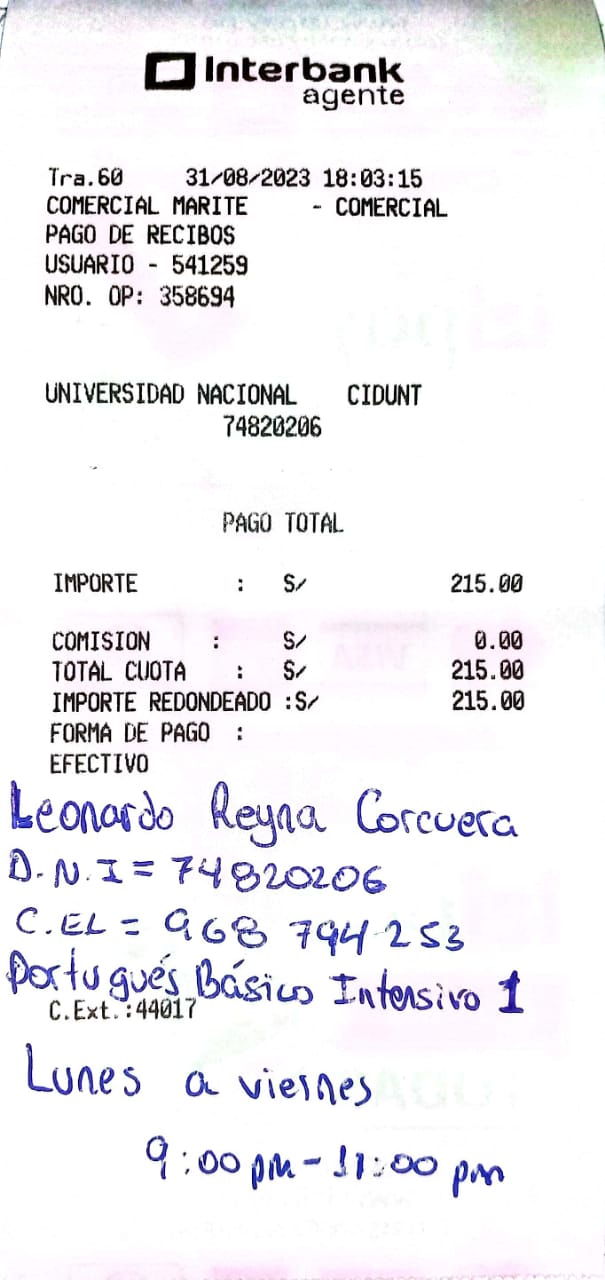 Interbank
agente
Tra.60 31/08/2023 18:03:15
COMERCIAL MARITE - COMERCIAL
PAGO DE RECIBOS
USUARIO - 541259
NRO. OP: 358694
UNIVERSIDAD NACIONAL CIDUNT
74820206
PAGO TOTAL
IMPORTE : S/ 215.00
COMISION : S/ 0.00
TOTAL CUOTA : S/ 215.00
IMPORTE REDONDEADO :S/ 215.00
FORMA DE PAGO :
EFECTIVO
Leonardo Reyna Corcuera
D.N.I = 74820206
C.EL = 968 794 253
Portugués Básico Intensivo 1
C.Ext.:44017
Lunes a viernes
9:00 pm - 11:00 pm